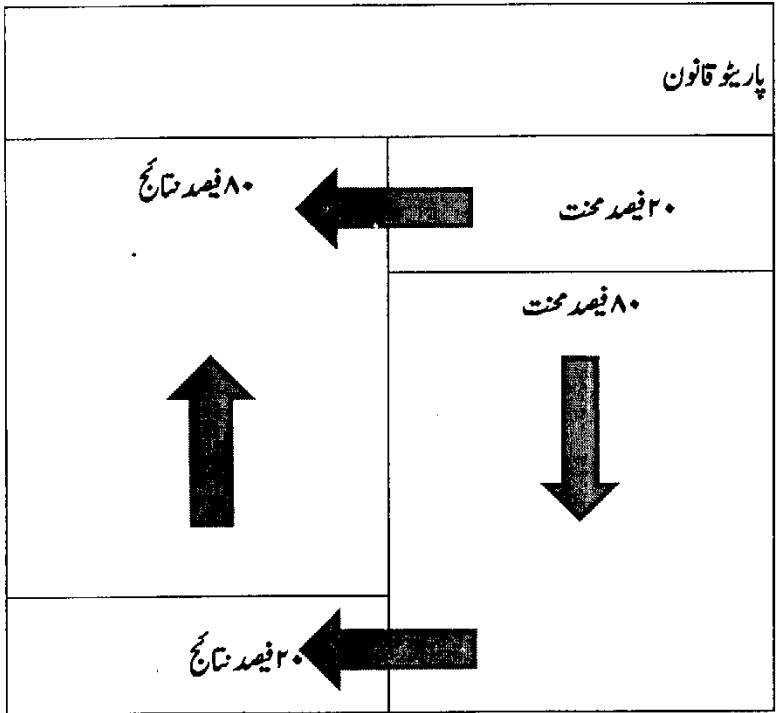 پاریٹو قانون
۲۰ فیصد محنت
۸۰ فیصد نتائج
۸۰ فیصد محنت
۲۰ فیصد نتائج